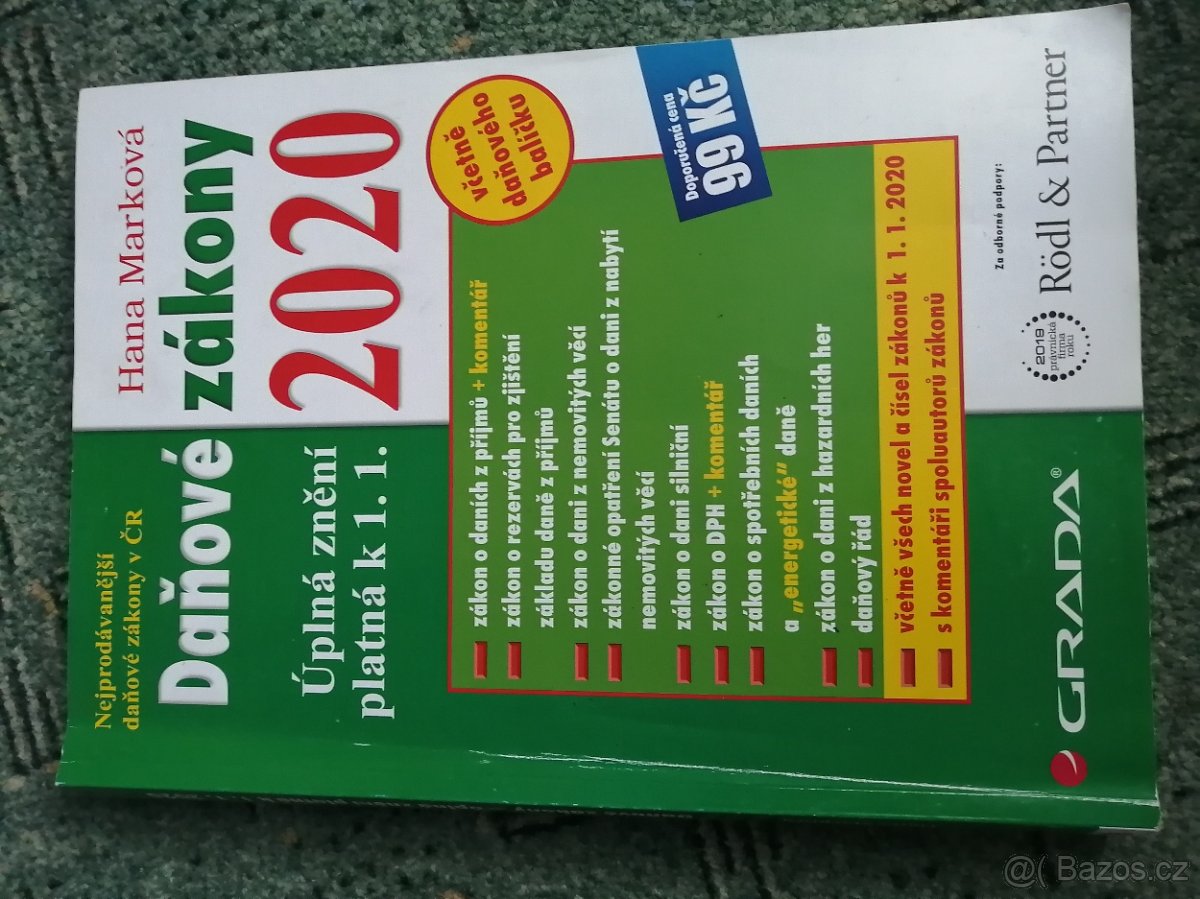 Hana Marková
Nejprodávanější
daňové zákony v ČR
Daňové zákony
Úplná znění
platná k 1. 1.
2020
včetně
daňového
balíčku
zákon o daních z příjmů + komentář
zákon o rezervách pro zjištění
základu daně z příjmů
zákon o dani z nemovitých věcí
zákonné opatření Senátu o dani z nabytí
nemovitých věcí
zákon o dani silniční
zákon o DPH + komentář
zákon o spotřebních daních
a „energetické" daně
zákon o dani z hazardních her
daňový řád
včetně všech novel a čísel zákonů k 1. 1. 2020
s komentáři spoluautorů zákonů
Doporučená cena
99 Kč
GRADA®
Za odborné podpory:
2019
právnická
firma
roku
Rödl & Partner
@( Bazos.cz